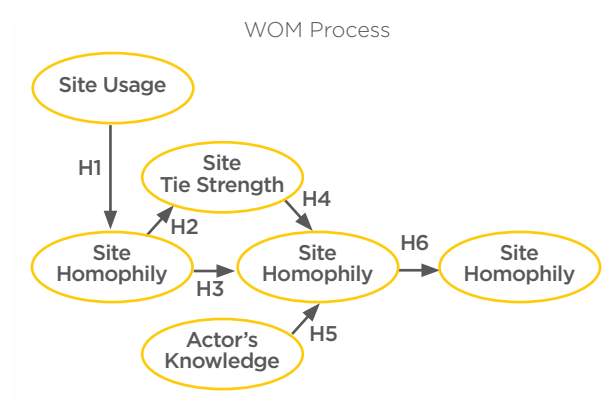 WOM Process
Site Usage
H1
Site
Tie Strength
H4
H2
Site
Homophily
H3
Site
Homophily
H6
Site
Homophily
H5
Actor's
Knowledge